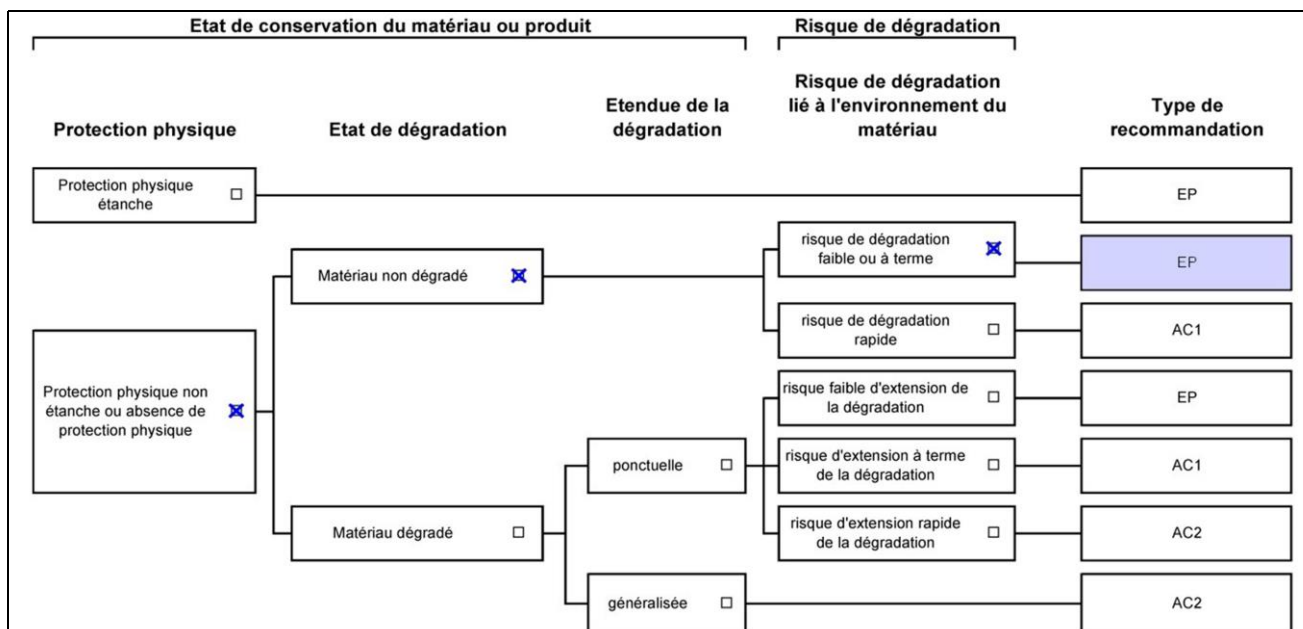 Etat de conservation du matériau ou produit
Risque de dégradation
Protection physique
Etat de dégradation
Etendue de la
dégradation
Risque de dégradation
lié à l'environnement du
matériau
Type de
recommandation
Protection physique
étanche
EP
Protection physique non
étanche ou absence de
protection physique
Matériau non dégradé
risque de dégradation
faible ou à terme
EP
risque de dégradation
rapide
AC1
Matériau dégradé
ponctuelle
risque faible d'extension de
la dégradation
EP
risque d'extension à terme
de la dégradation
AC1
risque d'extension rapide
de la dégradation
AC2
généralisée
AC2